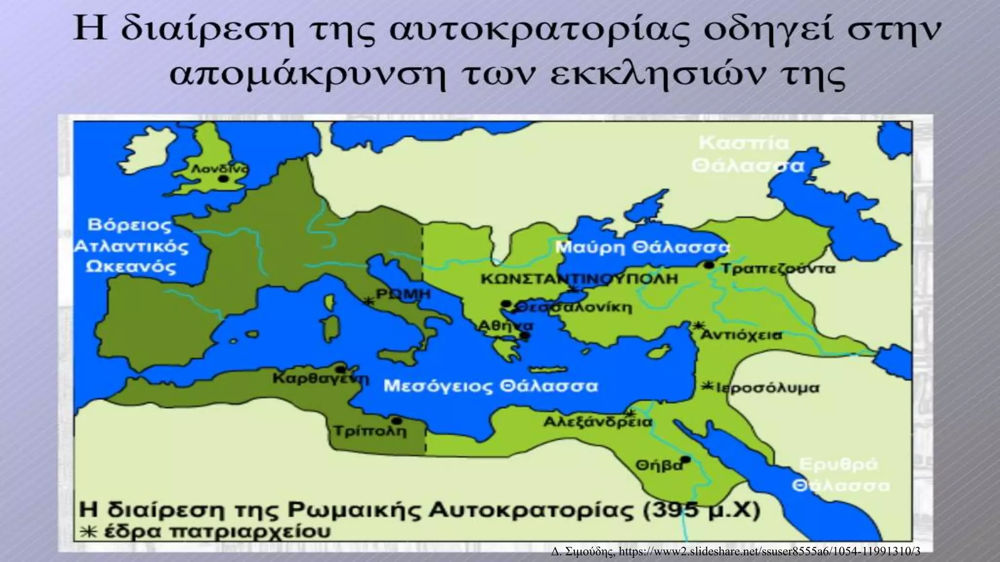 Η διαίρεση της αυτοκρατορίας οδηγεί στην
απομάκρυνση των εκκλησιών της
Κασπία
Θάλασσα
Λονδίνο
Βόρειος
Ατλαντικός
Ωκεανός
Μαύρη Θάλασσα
Τραπεζούντα
ΚΩΝΣΤΑΝΤΙΝΟΥΠΟΛΗ
ΡΩΜΗ
Θεσσαλονίκη
Αθήνα
Αντιόχεια
Καρθαγένη
Μεσόγειος Θάλασσα
Ιεροσόλυμα
Αλεξάνδρεια
Τρίπολη
Θήβα
Ερυθρά
Θάλασσα
Η διαίρεση της Ρωμαικής Αυτοκρατορίας (395 μ.Χ)
✳ έδρα πατριαρχείου
Δ. Σιμούδης, https://www2.slideshare.net/ssuser8555a6/1054-11991310/3